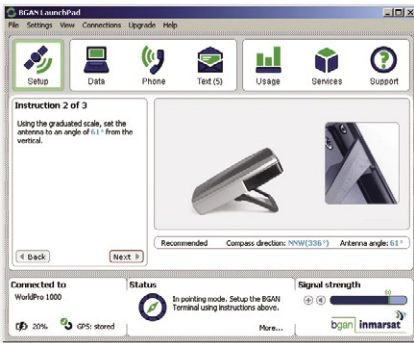 BGAN LaunchPad
File Settings View Connections Upgrade Help
Setup Data Phone Text (5) Usage Services Support
Instruction 2 of 3
Using the graduated scale, set the
antenna to an angle of 61° from the
vertical.
Back Next
Recommended Compass direction: NNW(336°) Antenna angle: 61°
Connected to
WorldPro 1000
20% GPS: stored
Status
In pointing mode. Setup the BGAN
Terminal using instructions above.
More...
Signal strength
bgan inmarsat